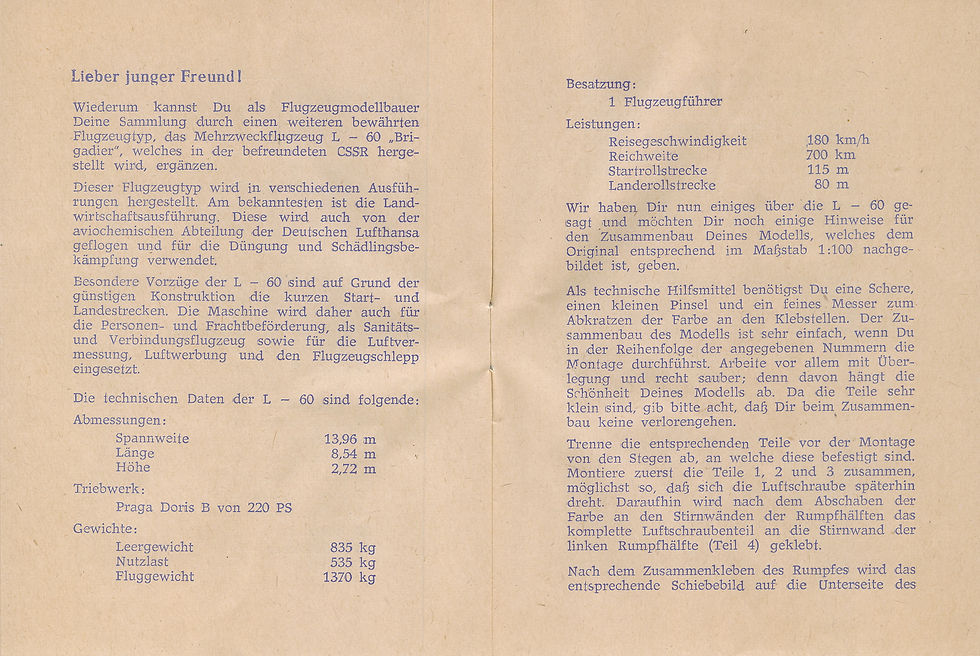 Lieber junger Freund!
Wiederum kannst Du als Flugzeugmodellbauer
Deine Sammlung durch einen weiteren bewährten
Flugzeugtyp, das Mehrzweckflugzeug L — 60 „Bri-
gadier“, welches in der befreundeten CSSR herge-
stellt wird, ergänzen.
Dieser Flugzeugtyp wird in verschiedenen Ausfüh-
rungen hergestellt. Am bekanntesten ist die Land-
wirtschaftsausführung. Diese wird auch von der
aviochemischen Abteilung der Deutschen Lufthansa
geflogen und für die Düngung und Schädlingsbe-
kämpfung verwendet.
Besondere Vorzüge der L — 60 sind auf Grund der
günstigen Konstruktion die kurzen Start- und
Landestrecken. Die Maschine wird daher auch für
die Personen- und Frachtbeförderung, als Sanitäts-
und Verbindungsflugzeug sowie für die Luftver-
messung, Luftwerbung und den Flugzeugschlepp
eingesetzt.
Die technischen Daten der L — 60 sind folgende:
Abmessungen:
Spannweite 13,96 m
Länge 8,54 m
Höhe 2,72 m
Triebwerk:
Praga Doris B von 220 PS
Gewichte:
Leergewicht 835 kg
Nutzlast 535 kg
Fluggewicht 1370 kg
Besatzung:
1 Flugzeugführer
Leistungen:
Reisegeschwindigkeit 180 km/h
Reichweite 700 km
Startrollstrecke 115 m
Landerollstrecke 80 m
Wir haben Dir nun einiges über die L — 60 ge-
sagt und möchten Dir noch einige Hinweise für
den Zusammenbau Deines Modells, welches dem
Original entsprechend im Maßstab 1:100 nachge-
bildet ist, geben.
Als technische Hilfsmittel benötigst Du eine Schere,
einen kleinen Pinsel und ein feines Messer zum
Abkratzen der Farbe an den Klebstellen. Der Zu-
sammenbau des Modells ist sehr einfach, wenn Du
in der Reihenfolge der angegebenen Nummern die
Montage durchführst. Arbeite vor allem mit Über-
legung und recht sauber; denn davon hängt die
Schönheit Deines Modells ab. Da die Teile sehr
klein sind, gib bitte acht, daß Dir beim Zusammen-
bau keine verlorengehen.
Trenne die entsprechenden Teile vor der Montage
von den Stegen ab, an welche diese befestigt sind.
Montiere zuerst die Teile 1, 2 und 3 zusammen,
möglichst so, daß sich die Luftschraube späterhin
dreht. Daraufhin wird nach dem Abschaben der
Farbe an den Stirnwänden der Rumpfhälften das
komplette Luftschraubenteil an die Stirnwand der
linken Rumpfhälfte (Teil 4) geklebt.
Nach dem Zusammenkleben des Rumpfes wird das
entsprechende Schiebebild auf die Unterseite des